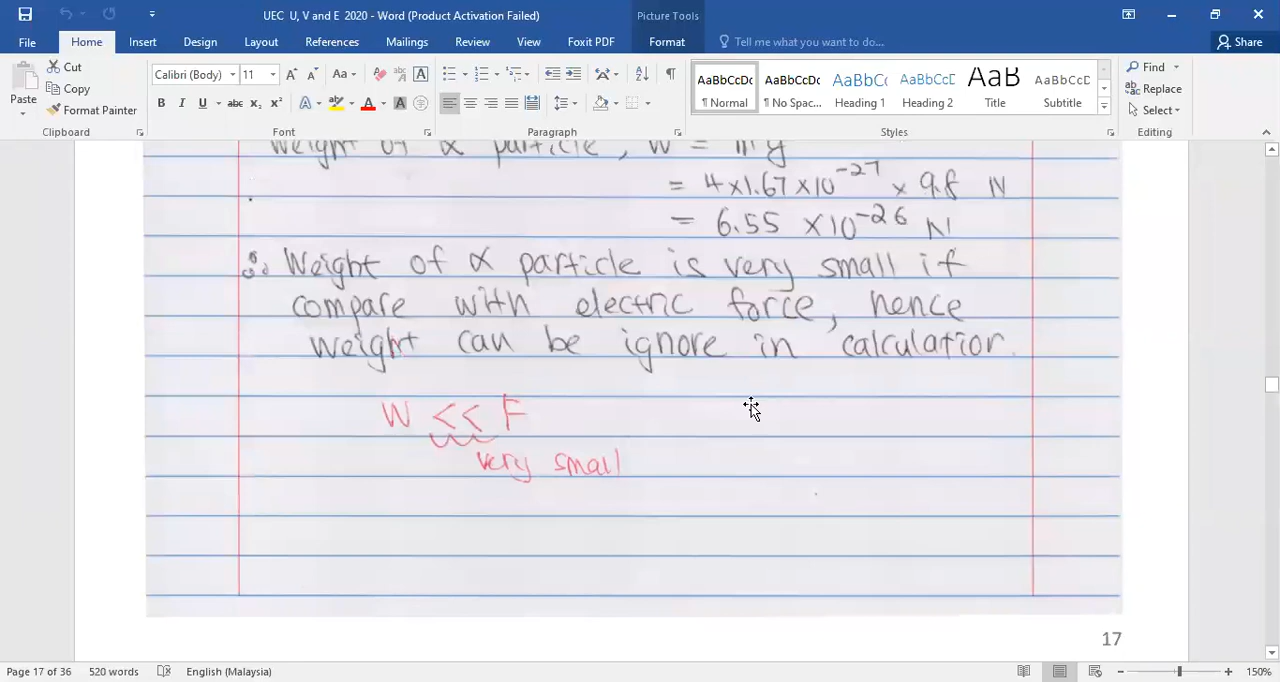 UEC U, V and E 2020 - Word (Product Activation Failed)
Picture Tools
File Home Insert Design Layout References Mailings Review View Foxit PDF Format Tell me what you want to do... Share
Paste
Cut
Copy
Format Painter
Clipboard
Calibri (Body) 11
Font
Paragraph
AaBbCcDc AaBbCcDc AaBbCc AaBbCcD AaB AaBbCcD
¶ Normal ¶ No Spac... Heading 1 Heading 2 Title Subtitle
Styles
Find
Replace
Select
Editing
Weight of α particle, W = mg
= 4×1.67×10⁻²⁷ × 9.8 N
= 6.55 ×10⁻²⁶ N
∴ Weight of α particle is very small if
compare with electric force, hence
weight can be ignore in calculation.
W << F
very small
17
Page 17 of 36 520 words English (Malaysia) 150%